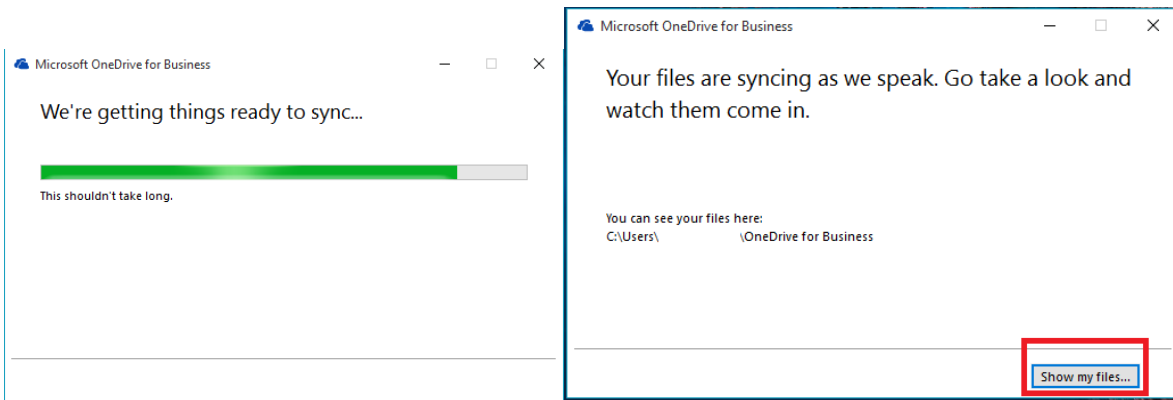 Microsoft OneDrive for Business
We're getting things ready to sync...
This shouldn't take long.
Microsoft OneDrive for Business
Your files are syncing as we speak. Go take a look and
watch them come in.
You can see your files here:
C:\Users\ \OneDrive for Business
Show my files...